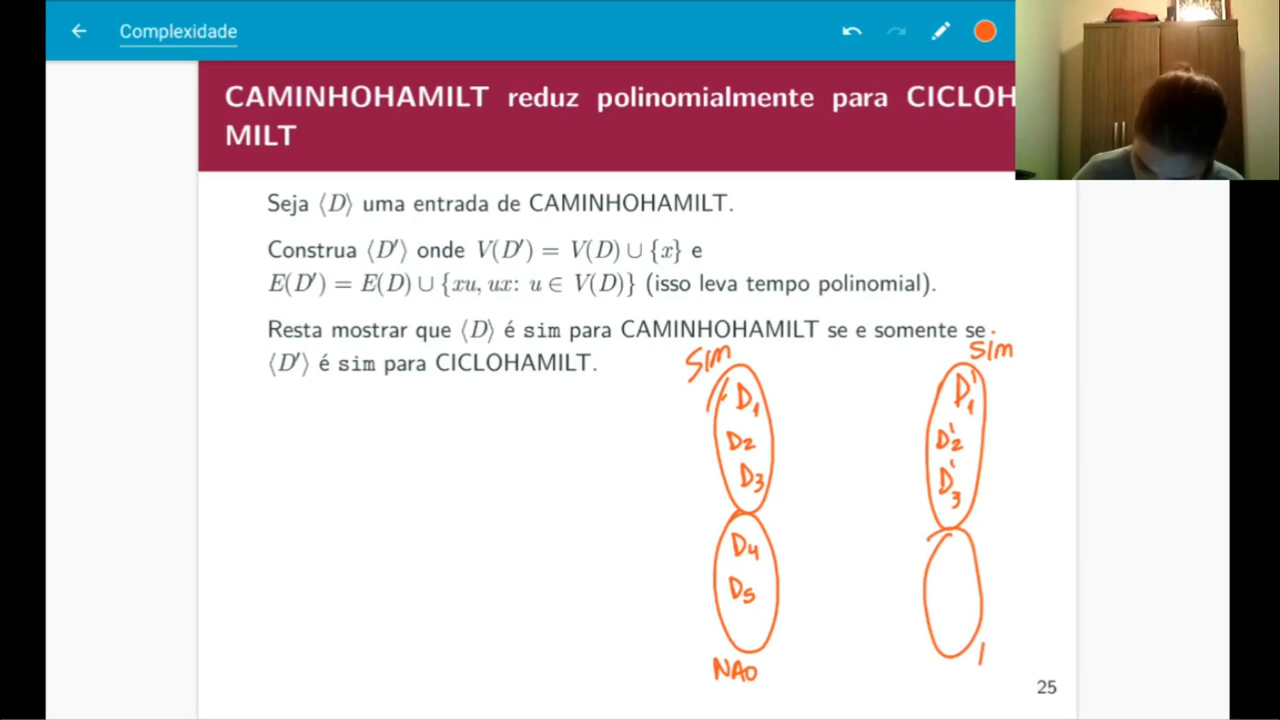 Complexidade
CAMINHOHAMILT reduz polinomialmente para CICLOH
MILT
Seja ⟨D⟩ uma entrada de CAMINHOHAMILT.
Construa ⟨D′⟩ onde V(D′) = V(D) ∪ {x} e
E(D′) = E(D) ∪ {xu, ux: u ∈ V(D)} (isso leva tempo polinomial).
Resta mostrar que ⟨D⟩ é sim para CAMINHOHAMILT se e somente se
⟨D′⟩ é sim para CICLOHAMILT.
SIM
SIM
D1
D2
D3
D4
D5
NAO
D′1
D′2
D′3
25